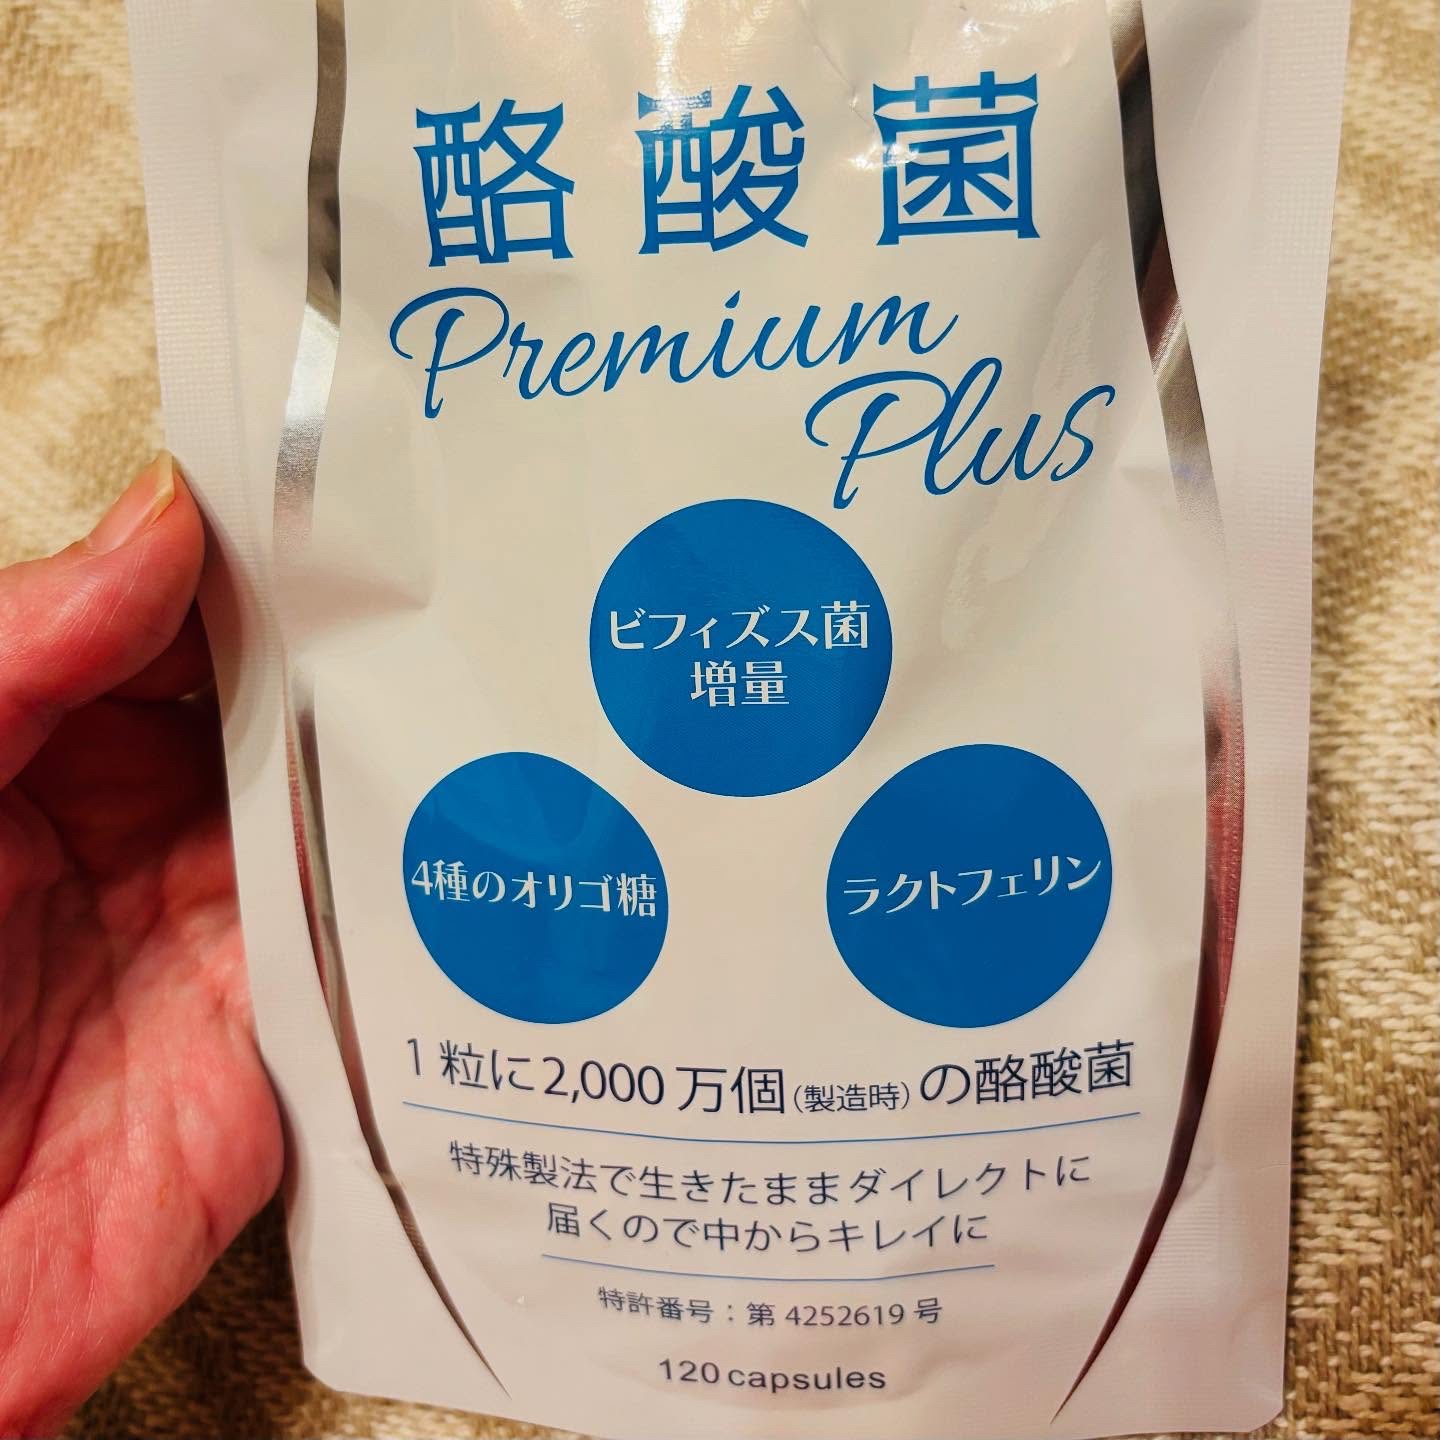 酪酸菌
Premium
Plus
ビフィズス菌
増量
4種のオリゴ糖
ラクトフェリン
1粒に2,000万個(製造時)の酪酸菌
特殊製法で生きたままダイレクトに
届くので中からキレイに
特許番号：第4252619号
120 capsules